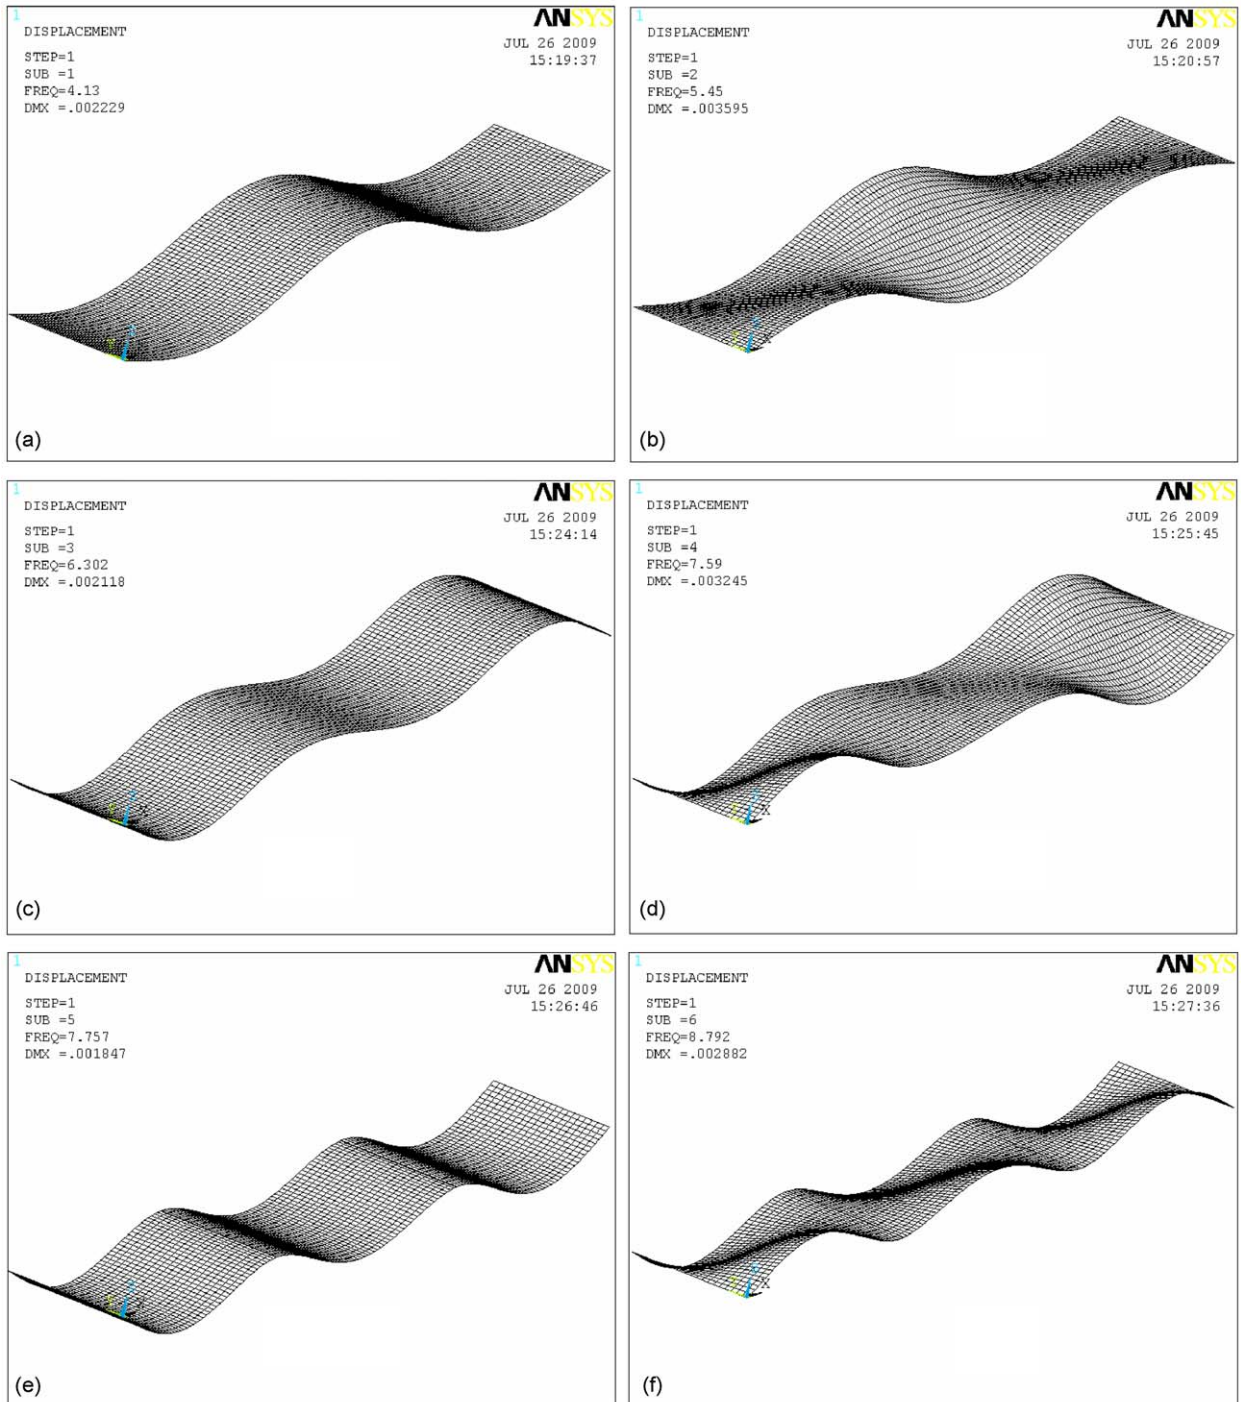 1
ANSYS
DISPLACEMENT
STEP=1
SUB =1
FREQ=4.13
DMX =.002229
JUL 26 2009
15:19:37
(a)
1
ANSYS
DISPLACEMENT
STEP=1
SUB =2
FREQ=5.45
DMX =.003595
JUL 26 2009
15:20:57
(b)
1
ANSYS
DISPLACEMENT
STEP=1
SUB =3
FREQ=6.302
DMX =.002118
JUL 26 2009
15:24:14
(c)
1
ANSYS
DISPLACEMENT
STEP=1
SUB =4
FREQ=7.59
DMX =.003245
JUL 26 2009
15:25:45
(d)
1
ANSYS
DISPLACEMENT
STEP=1
SUB =5
FREQ=7.757
DMX =.001847
JUL 26 2009
15:26:46
(e)
1
ANSYS
DISPLACEMENT
STEP=1
SUB =6
FREQ=8.792
DMX =.002882
JUL 26 2009
15:27:36
(f)